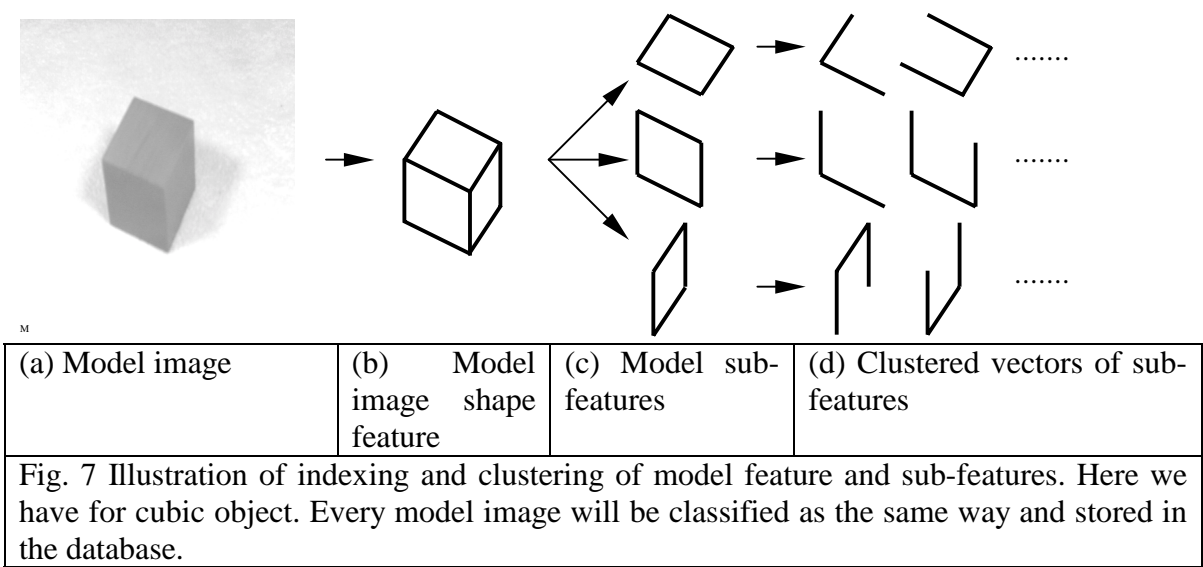 .......
.......
.......
M
(a) Model image
(b) Model
image shape
feature
(c) Model sub-
features
(d) Clustered vectors of sub-
features
Fig. 7 Illustration of indexing and clustering of model feature and sub-features. Here we
have for cubic object. Every model image will be classified as the same way and stored in
the database.